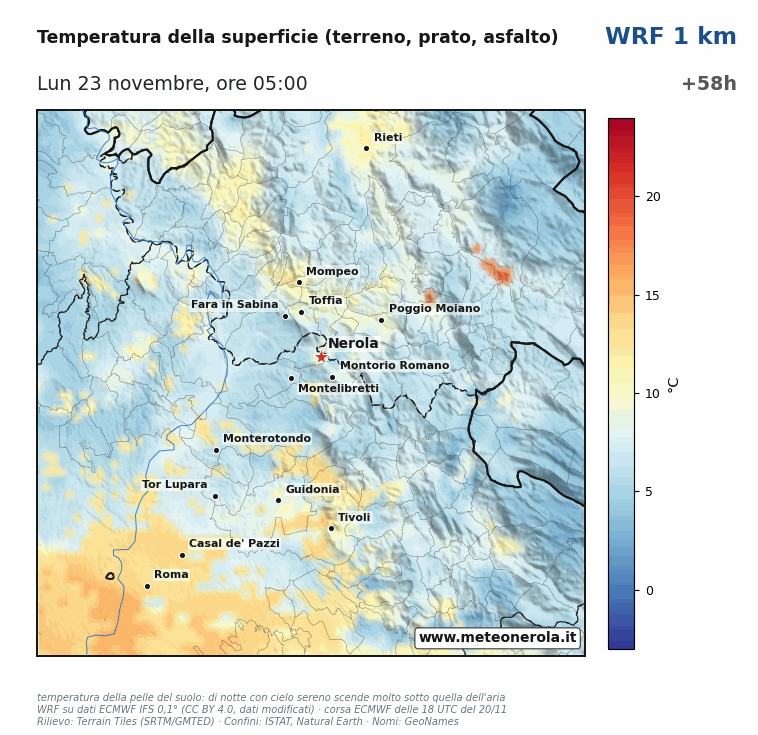 Temperatura della superficie (terreno, prato, asfalto)
WRF 1 km
Lun 23 novembre, ore 05:00
+58h
Rieti
Mompeo
Fara in Sabina
Toffia
Poggio Moiano
Nerola
Montorio Romano
Montelibretti
Monterotondo
Tor Lupara
Guidonia
Tivoli
Casal de' Pazzi
Roma
www.meteonerola.it
20
15
10
5
0
°C
temperatura della pelle del suolo: di notte con cielo sereno scende molto sotto quella dell'aria
WRF su dati ECMWF IFS 0,1° (CC BY 4.0, dati modificati) · corsa ECMWF delle 18 UTC del 20/11
Rilievo: Terrain Tiles (SRTM/GMTED) · Confini: ISTAT, Natural Earth · Nomi: GeoNames